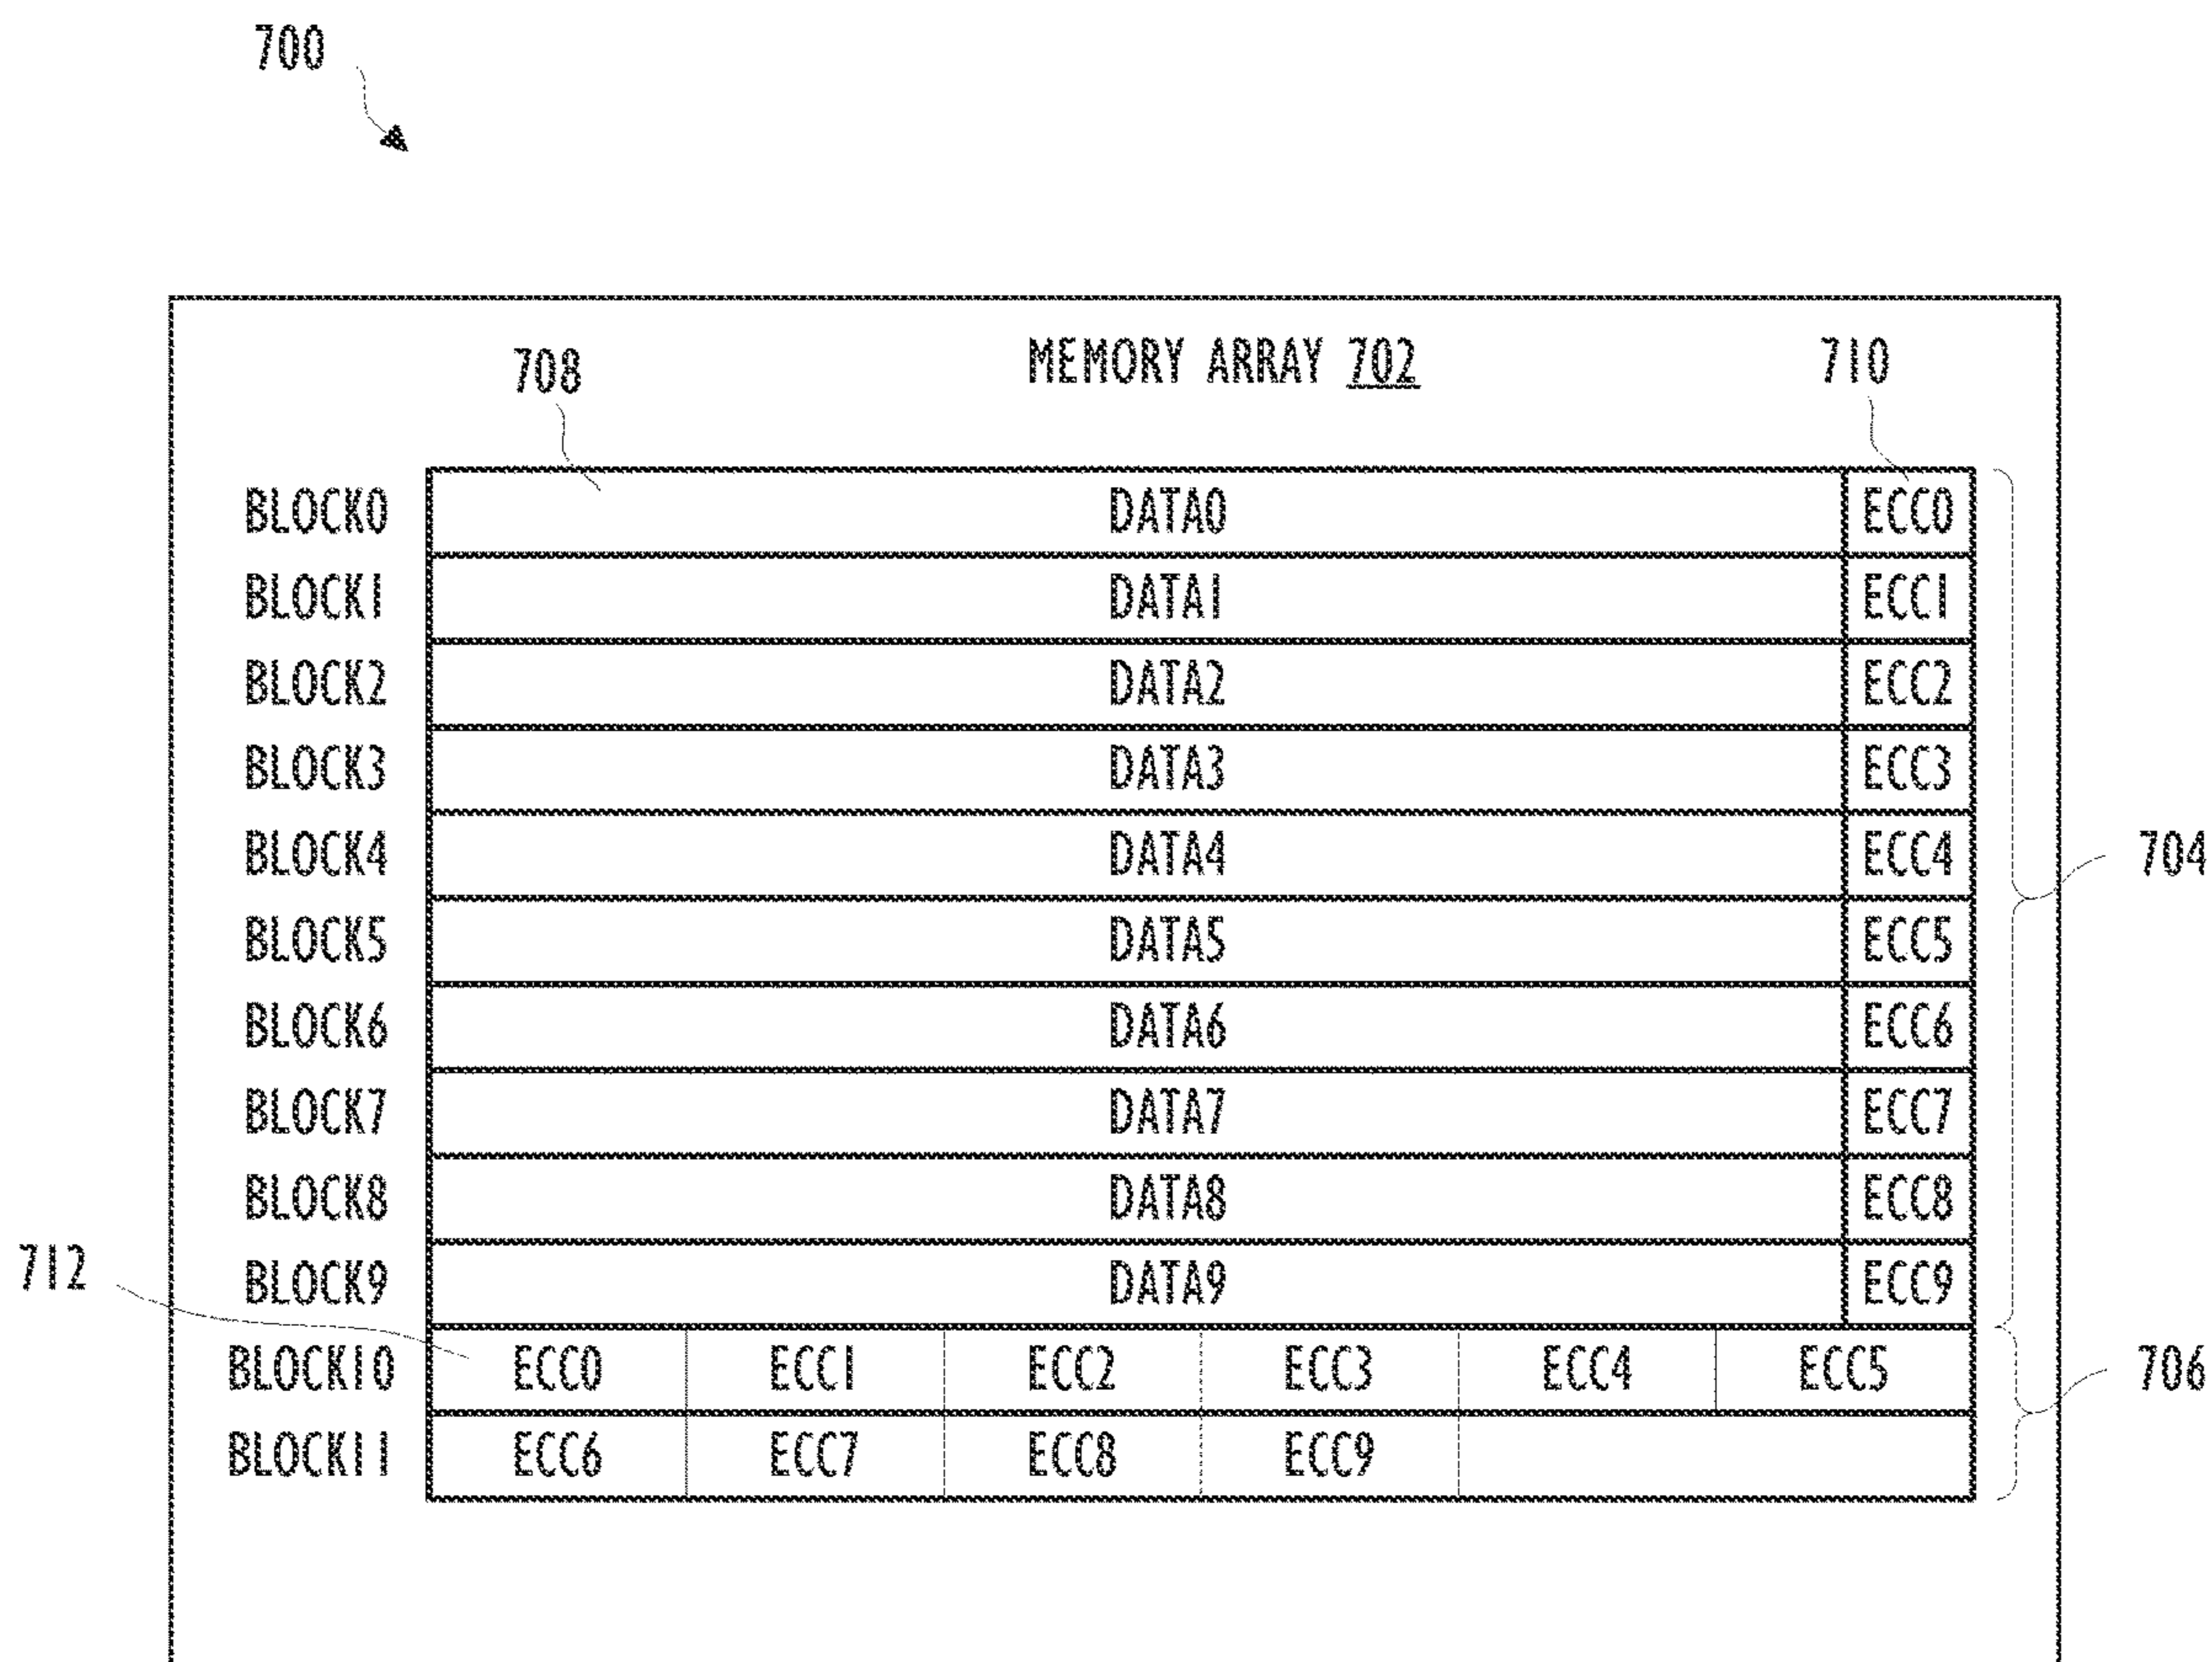 700
MEMORY ARRAY 702
708
710
BLOCK0 DATA0 ECC0
BLOCK1 DATA1 ECC1
BLOCK2 DATA2 ECC2
BLOCK3 DATA3 ECC3
BLOCK4 DATA4 ECC4
704
BLOCK5 DATA5 ECC5
BLOCK6 DATA6 ECC6
BLOCK7 DATA7 ECC7
BLOCK8 DATA8 ECC8
712
BLOCK9 DATA9 ECC9
BLOCK10 ECC0 ECC1 ECC2 ECC3 ECC4 ECC5
706
BLOCK11 ECC6 ECC7 ECC8 ECC9